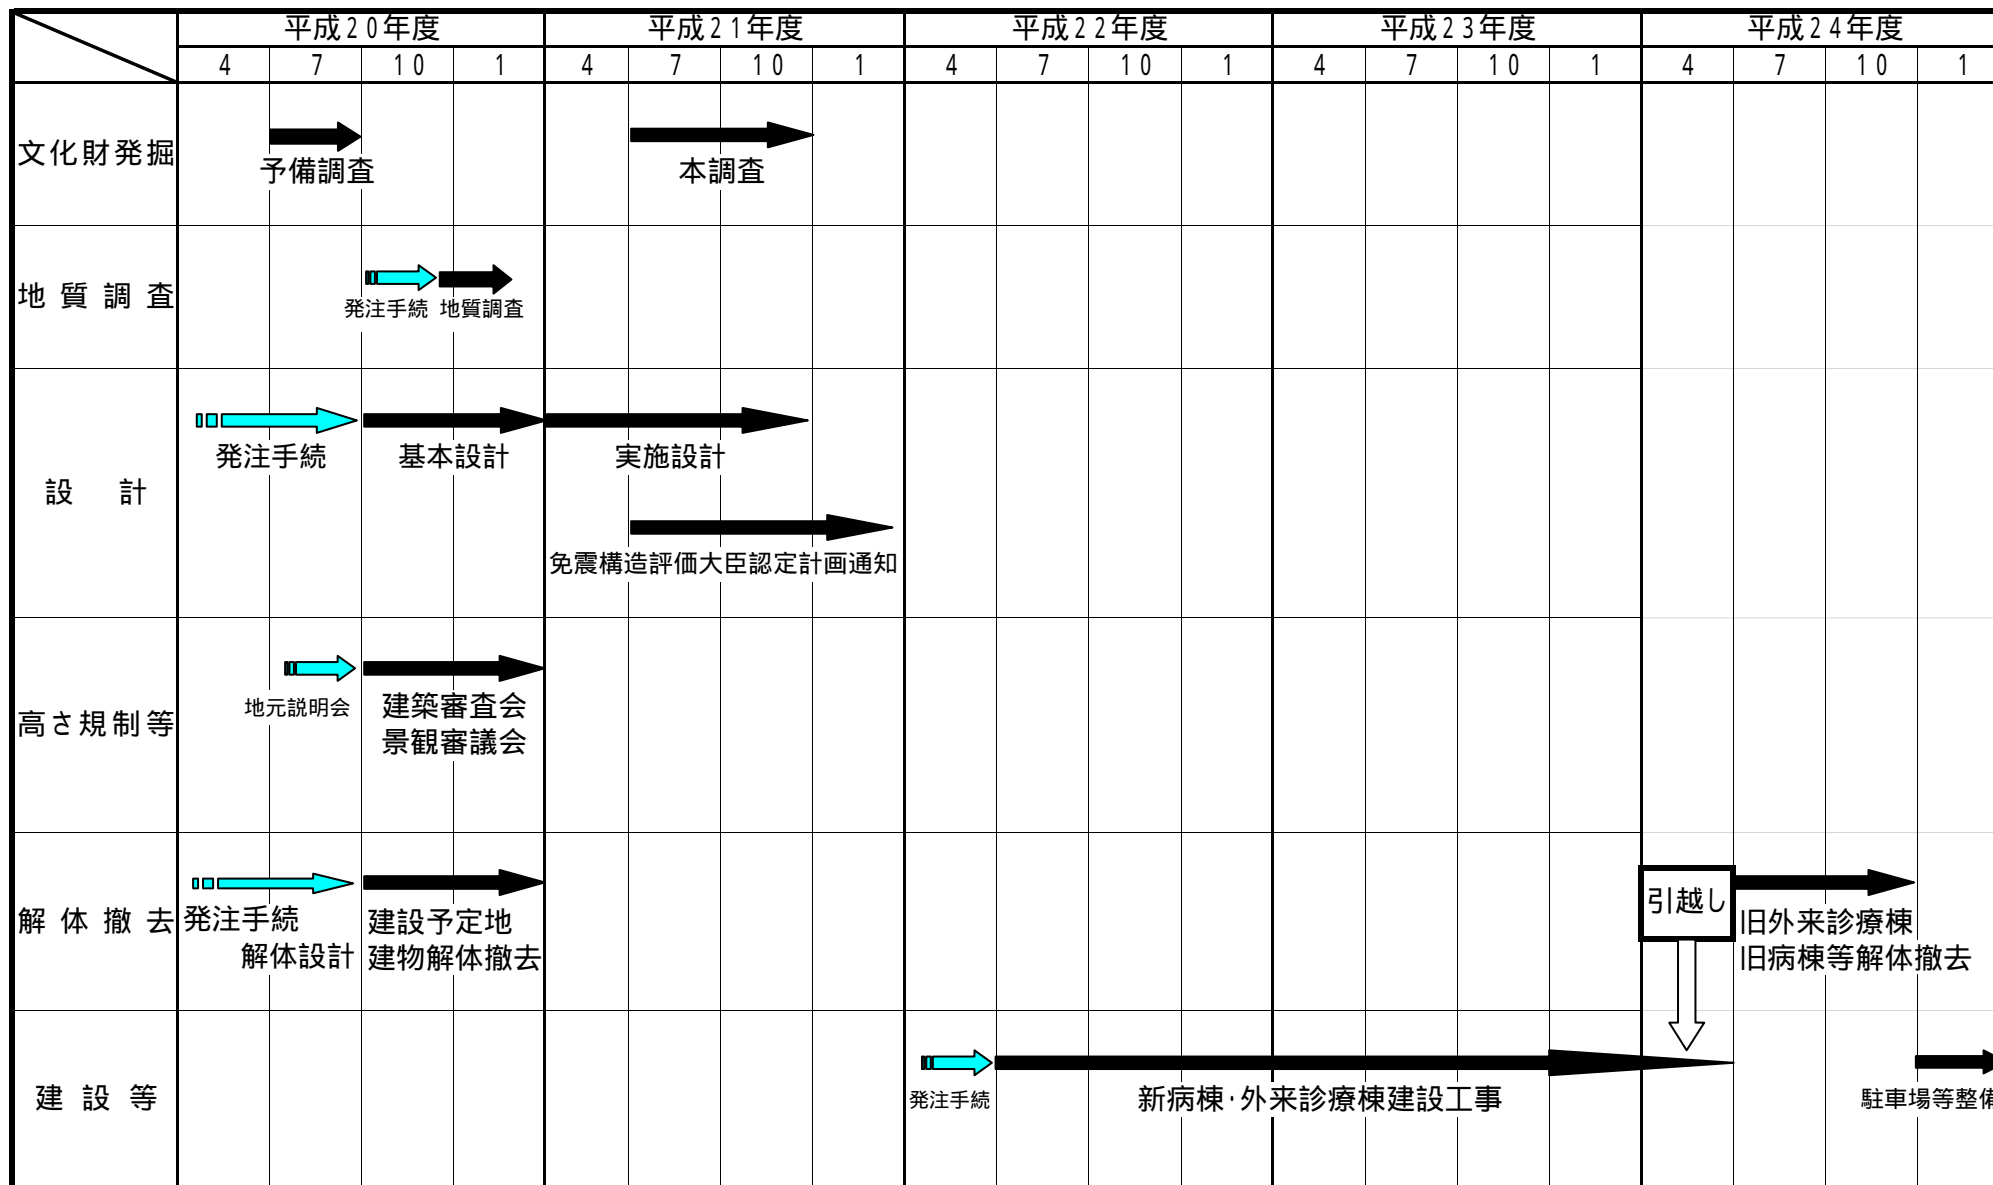 平成20年度 平成21年度 平成22年度 平成23年度 平成24年度
4 7 10 1 4 7 10 1 4 7 10 1 4 7 10 1 4 7 10 1
文化財発掘
予備調査
本調査
地質調査
発注手続 地質調査
設計
発注手続
基本設計
実施設計
免震構造評価大臣認定計画通知
高さ規制等
地元説明会
建築審査会
景観審議会
解体撤去
発注手続
解体設計
建設予定地
建物解体撤去
引越し
旧外来診療棟
旧病棟等解体撤去
建設等
発注手続
新病棟・外来診療棟建設工事
駐車場等整備